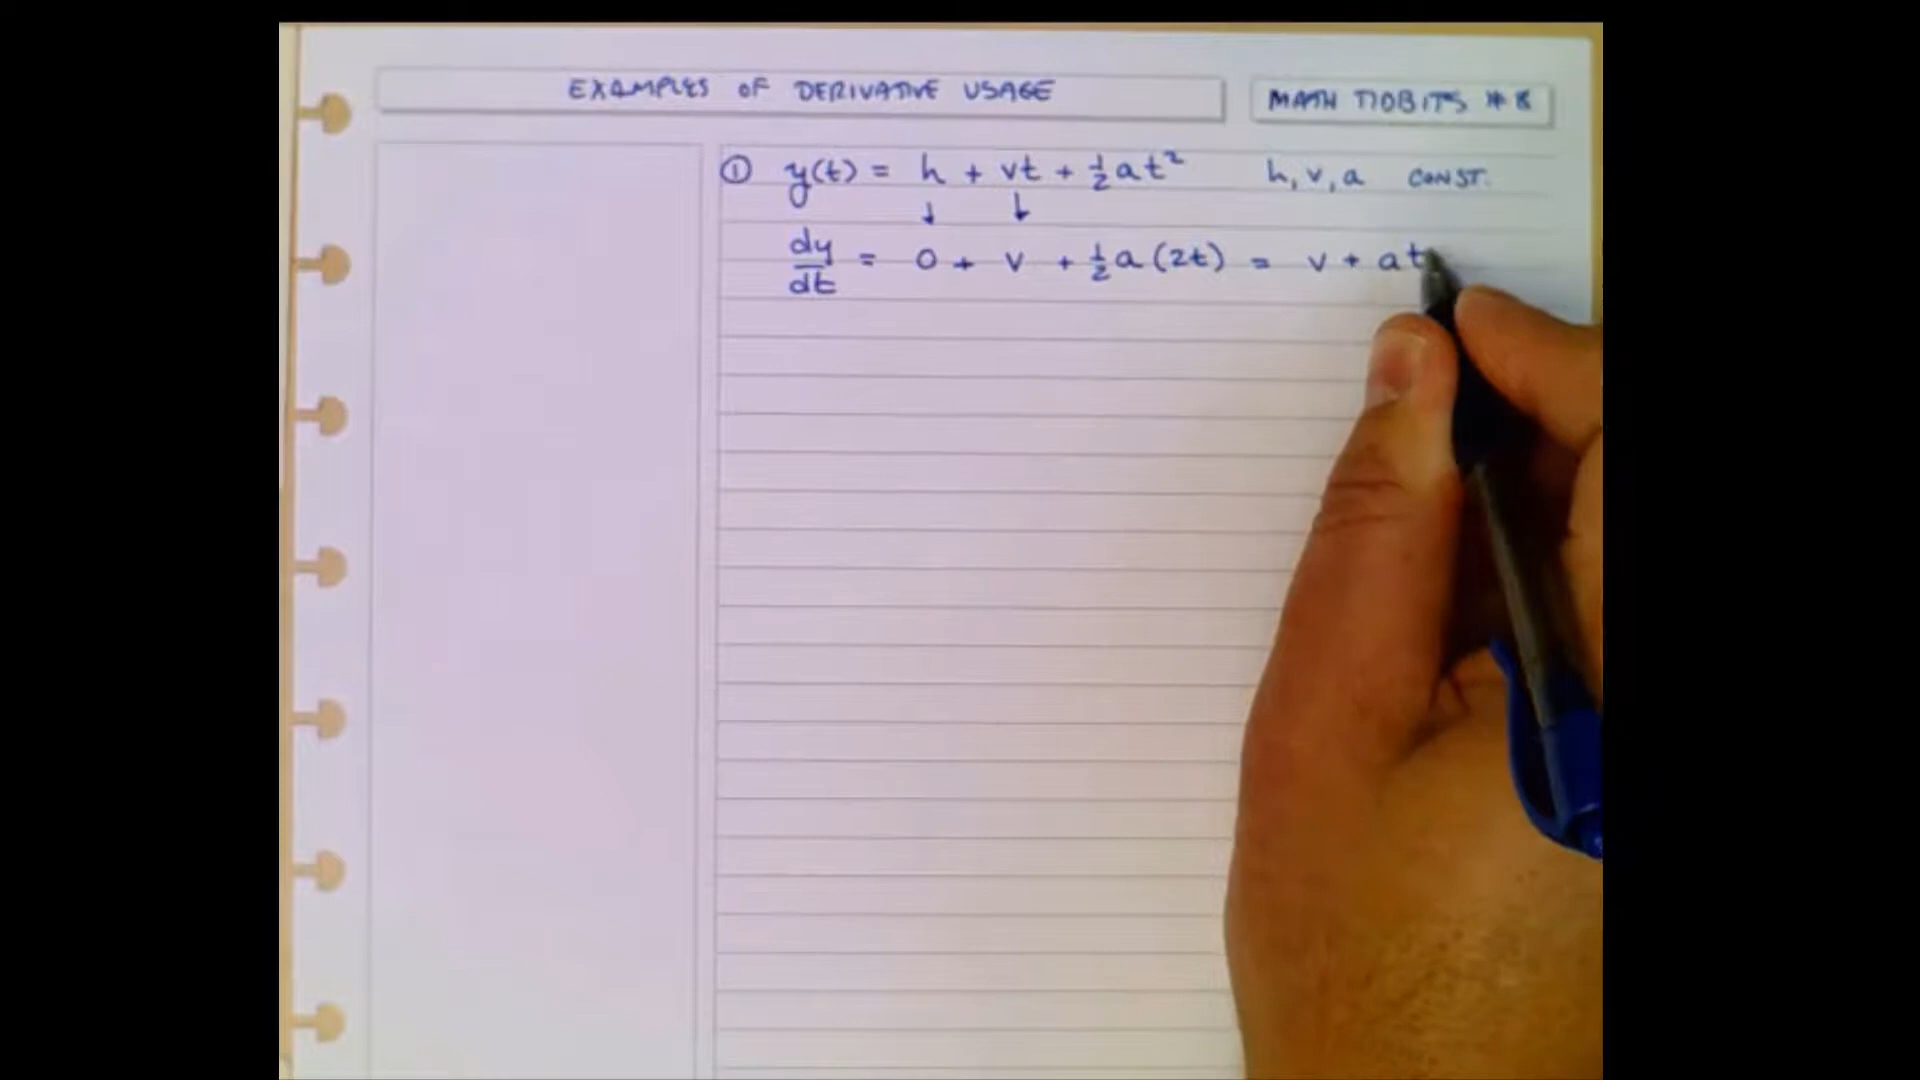 EXAMPLES OF DERIVATIVE USAGE
MATH TIDBITS # 8
① y(t) = h + vt + ½at² h, v, a CONST.
↓ ↓
dy/dt = 0 + v + ½a(2t) = v + at